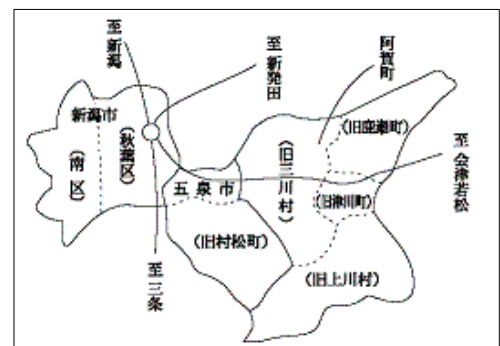 至新潟
至新発田
阿賀町
新潟市
(南区)
(秋葉区)
五泉市
(旧村松町)
(旧三川村)
(旧鹿瀬町)
(旧津川町)
(旧上川村)
至会津若松
至三条